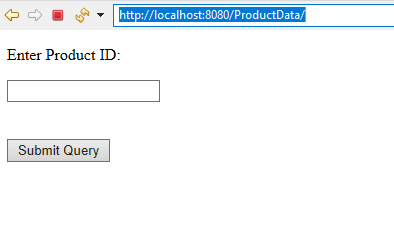 http://localhost:8080/ProductData/
Enter Product ID:
Submit Query